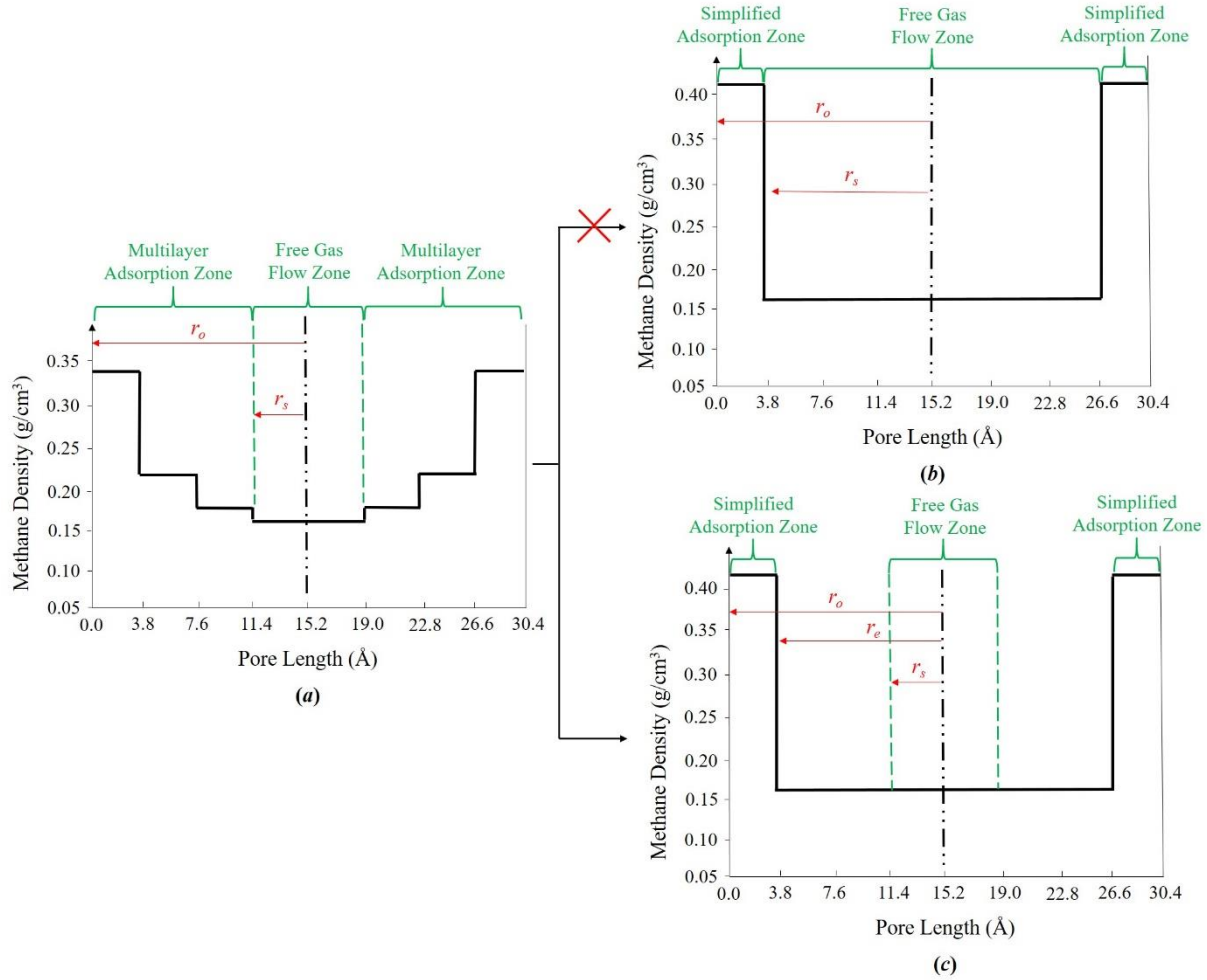 Multilayer
Adsorption Zone
Free Gas
Flow Zone
Multilayer
Adsorption Zone
r_o
r_s
Methane Density (g/cm³)
0.35
0.30
0.25
0.20
0.15
0.10
0.05
0.0 3.8 7.6 11.4 15.2 19.0 22.8 26.6 30.4
Pore Length (Å)
(a)
Simplified
Adsorption Zone
Free Gas
Flow Zone
Simplified
Adsorption Zone
r_o
r_s
Methane Density (g/cm³)
0.40
0.35
0.30
0.25
0.20
0.15
0.10
0.05
0.0 3.8 7.6 11.4 15.2 19.0 22.8 26.6 30.4
Pore Length (Å)
(b)
Simplified
Adsorption Zone
Free Gas
Flow Zone
Simplified
Adsorption Zone
r_o
r_e
r_s
Methane Density (g/cm³)
0.40
0.35
0.30
0.25
0.20
0.15
0.10
0.05
0.0 3.8 7.6 11.4 15.2 19.0 22.8 26.6 30.4
Pore Length (Å)
(c)